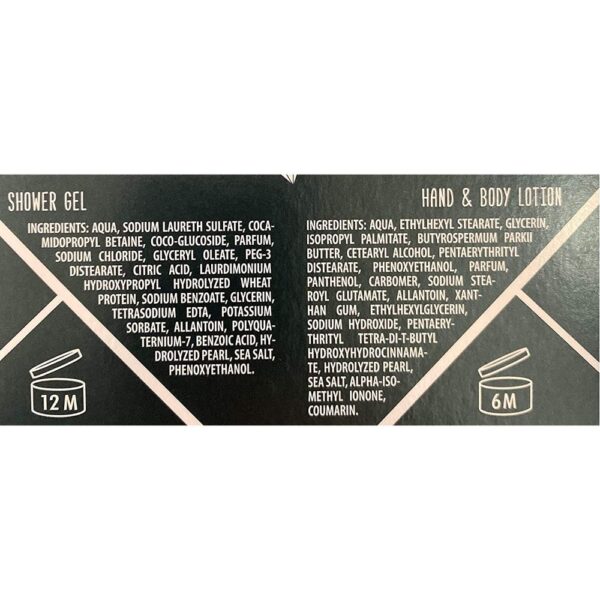 SHOWER GEL
INGREDIENTS: AQUA, SODIUM LAURETH SULFATE, COCA-
MIDOPROPYL BETAINE, COCO-GLUCOSIDE, PARFUM,
SODIUM CHLORIDE, GLYCERYL OLEATE, PEG-3
DISTEARATE, CITRIC ACID, LAURDIMONIUM
HYDROXYPROPYL HYDROLYZED WHEAT
PROTEIN, SODIUM BENZOATE, GLYCERIN,
TETRASODIUM EDTA, POTASSIUM
SORBATE, ALLANTOIN, POLYQUA-
TERNIUM-7, BENZOIC ACID, HY-
DROLYZED PEARL, SEA SALT,
PHENOXYETHANOL.
12 M
HAND & BODY LOTION
INGREDIENTS: AQUA, ETHYLHEXYL STEARATE, GLYCERIN,
ISOPROPYL PALMITATE, BUTYROSPERMUM PARKII
BUTTER, CETEARYL ALCOHOL, PENTAERYTHRITYL
DISTEARATE, PHENOXYETHANOL, PARFUM,
PANTHENOL, CARBOMER, SODIUM STEA-
ROYL GLUTAMATE, ALLANTOIN, XANT-
HAN GUM, ETHYLHEXYLGLYCERIN,
SODIUM HYDROXIDE, PENTAERY-
THRITYL TETRA-DI-T-BUTYL
HYDROXYHYDROCINNAMA-
TE, HYDROLYZED PEARL,
SEA SALT, ALPHA-ISO-
METHYL IONONE,
COUMARIN.
6M